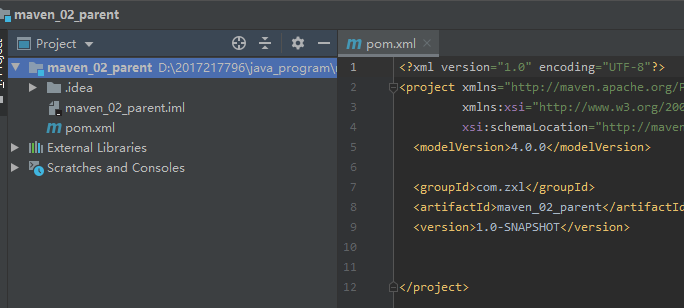 maven_02_parent
Project
pom.xml
maven_02_parent D:\2017217796\java_program\
.idea
maven_02_parent.iml
pom.xml
External Libraries
Scratches and Consoles
1 <?xml version="1.0" encoding="UTF-8"?>
2 <project xmlns="http://maven.apache.org/
3 xmlns:xsi="http://www.w3.org/200
4 xsi:schemaLocation="http://maven
5 <modelVersion>4.0.0</modelVersion>
6
7 <groupId>com.zxl</groupId>
8 <artifactId>maven_02_parent</artifactId
9 <version>1.0-SNAPSHOT</version>
10
11
12 </project>